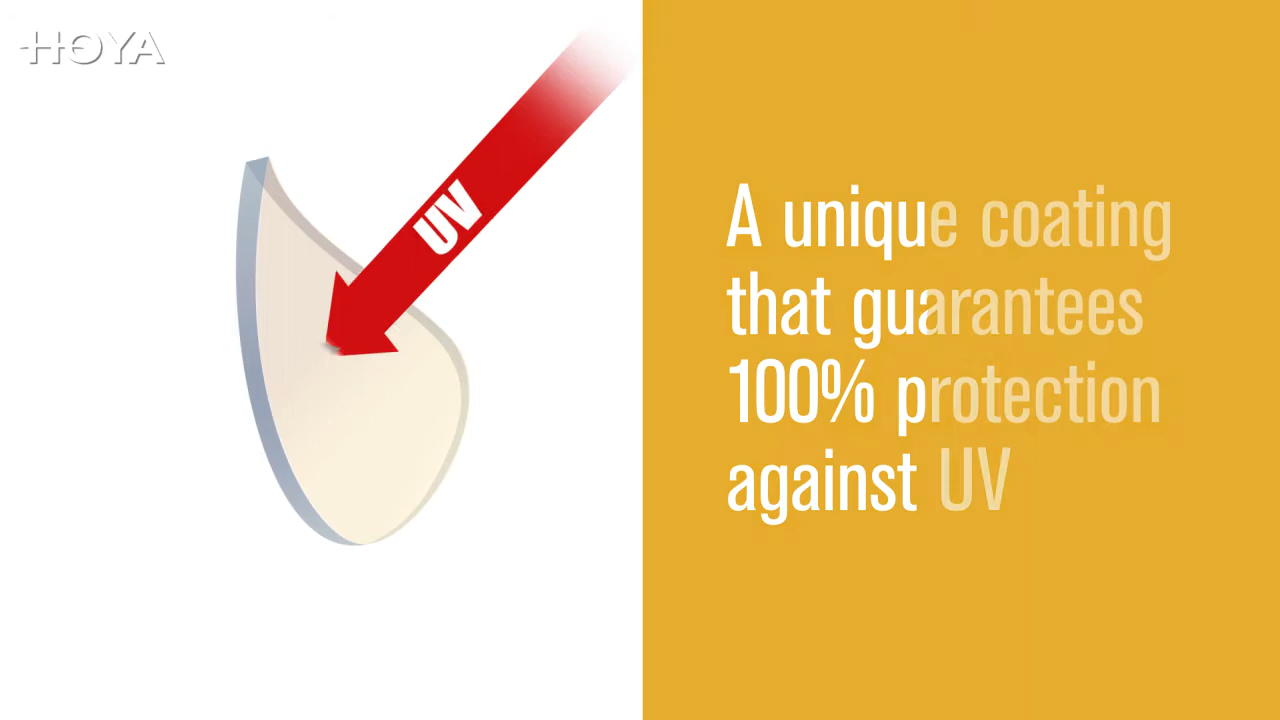 HOYA
UV
A unique coating
that guarantees
100% protection
against UV